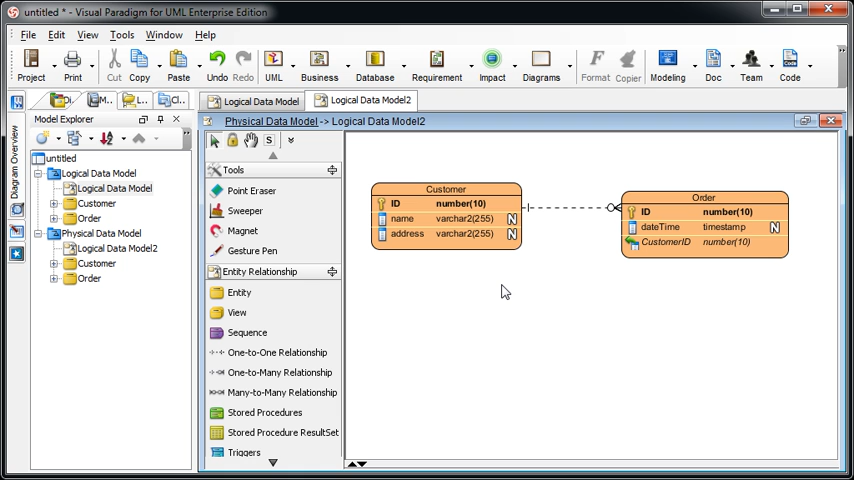 untitled * - Visual Paradigm for UML Enterprise Edition
File Edit View Tools Window Help
Project Print Cut Copy Paste Undo Redo UML Business Database Requirement Impact Diagrams Format Copier Modeling Doc Team Code
Di... M... L... Cl...
Logical Data Model Logical Data Model2
Model Explorer
Physical Data Model -> Logical Data Model2
Diagram Overview
untitled
Logical Data Model
Logical Data Model
Customer
Order
Physical Data Model
Logical Data Model2
Customer
Order
S
Tools
Point Eraser
Sweeper
Magnet
Gesture Pen
Entity Relationship
Entity
View
Sequence
One-to-One Relationship
One-to-Many Relationship
Many-to-Many Relationship
Stored Procedures
Stored Procedure ResultSet
Triggers
Customer
ID number(10)
name varchar2(255) N
address varchar2(255) N
Order
ID number(10)
dateTime timestamp N
CustomerID number(10)